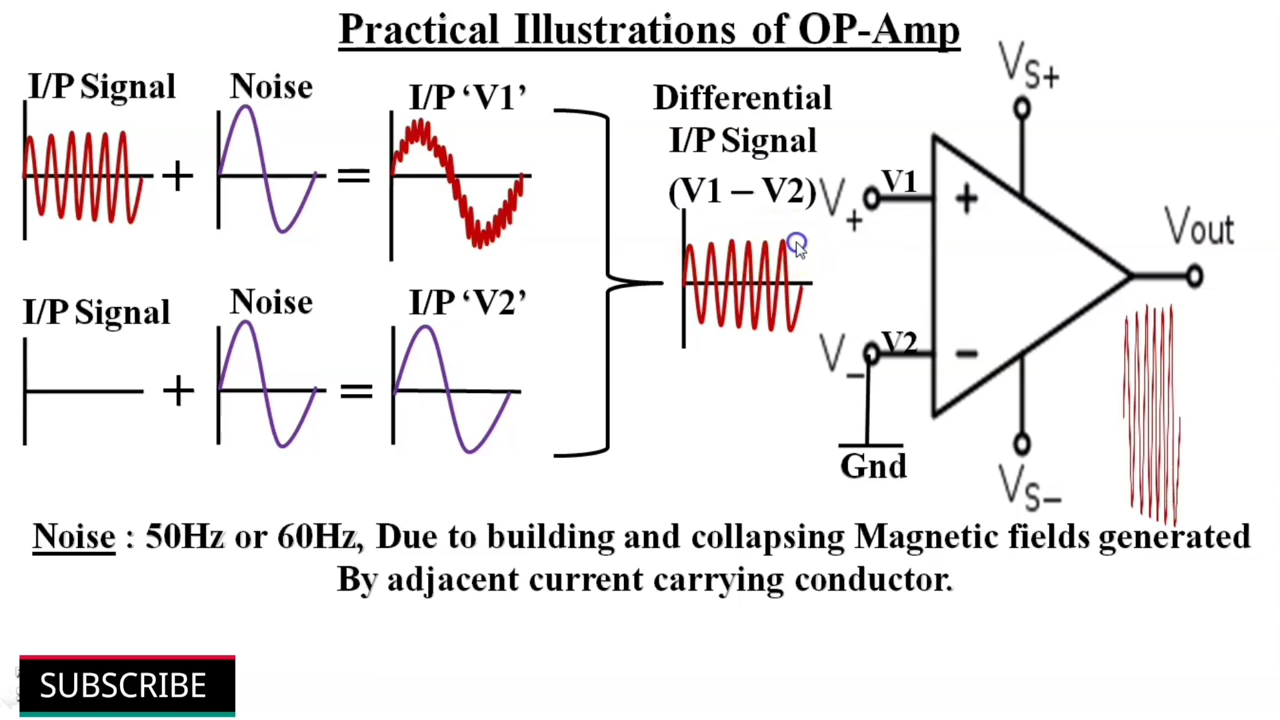 Practical Illustrations of OP-Amp
I/P Signal
Noise
I/P ‘V1’
+
=
I/P Signal
Noise
I/P ‘V2’
+
=
Differential
I/P Signal
(V1 – V2)
VS+
V+
V1
+
Vout
V−
V2
−
Gnd
VS−
Noise : 50Hz or 60Hz, Due to building and collapsing Magnetic fields generated
By adjacent current carrying conductor.
SUBSCRIBE